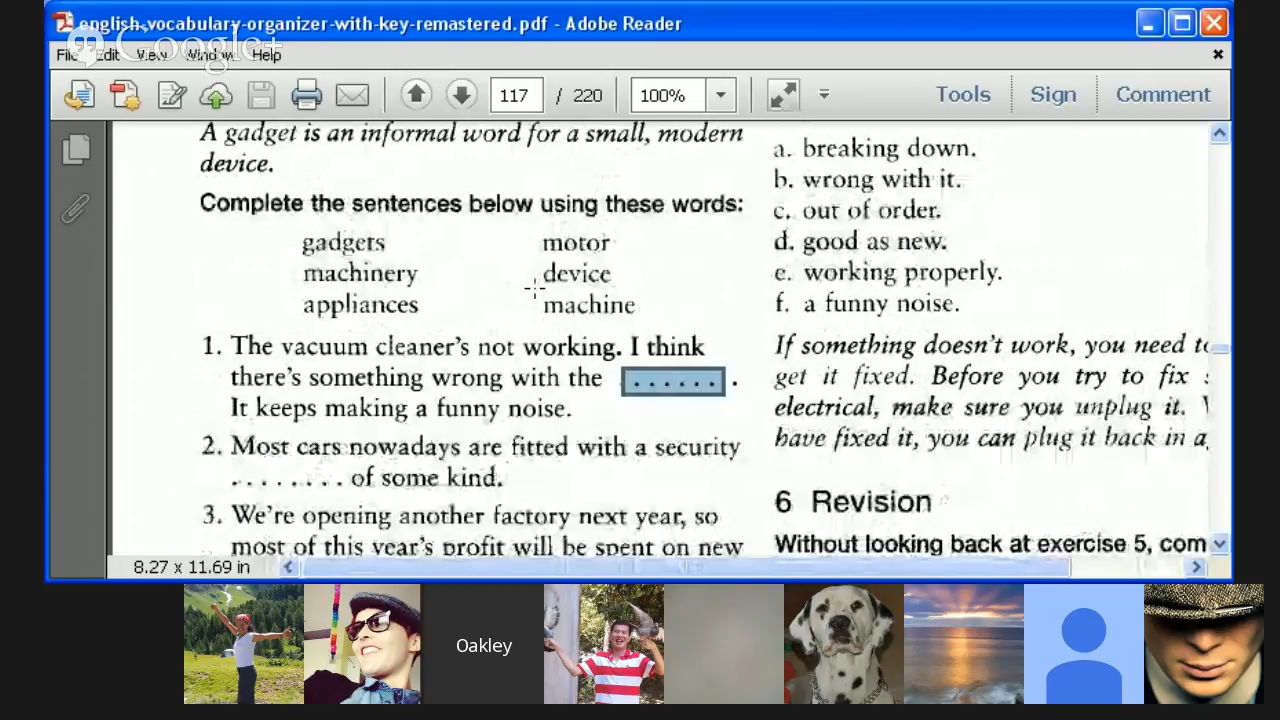 english-vocabulary-organizer-with-key-remastered.pdf - Adobe Reader
Google+
File Edit View Window Help
117 / 220 100% Tools Sign Comment
A gadget is an informal word for a small, modern
device.
Complete the sentences below using these words:
gadgets motor
machinery device
appliances machine
1. The vacuum cleaner's not working. I think
there's something wrong with the ...... .
It keeps making a funny noise.
2. Most cars nowadays are fitted with a security
........ of some kind.
3. We're opening another factory next year, so
most of this year's profit will be spent on new
a. breaking down.
b. wrong with it.
c. out of order.
d. good as new.
e. working properly.
f. a funny noise.
If something doesn't work, you need to
get it fixed. Before you try to fix
electrical, make sure you unplug it.
have fixed it, you can plug it back in
6 Revision
Without looking back at exercise 5, com
8.27 x 11.69 in
Oakley